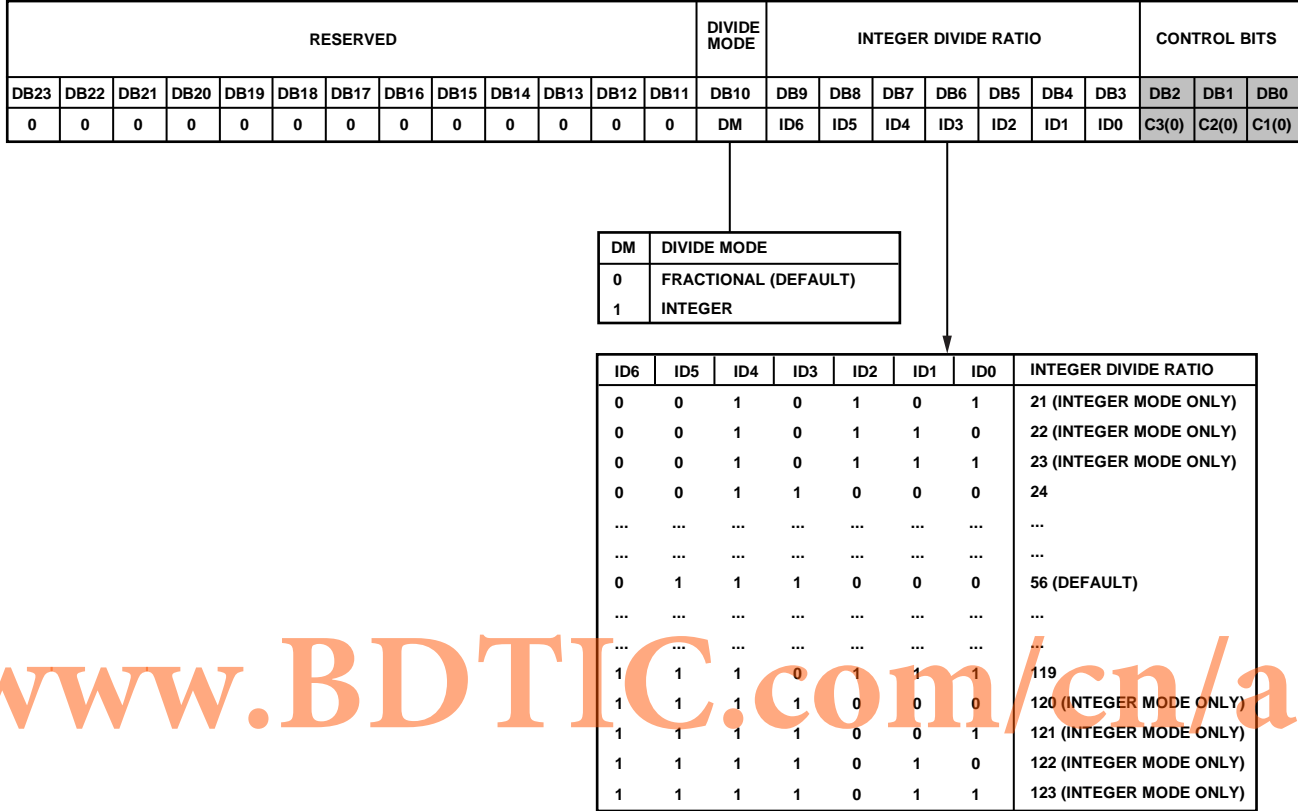 RESERVED DIVIDE MODE INTEGER DIVIDE RATIO CONTROL BITS
DB23 DB22 DB21 DB20 DB19 DB18 DB17 DB16 DB15 DB14 DB13 DB12 DB11 DB10 DB9 DB8 DB7 DB6 DB5 DB4 DB3 DB2 DB1 DB0
0 0 0 0 0 0 0 0 0 0 0 0 0 DM ID6 ID5 ID4 ID3 ID2 ID1 ID0 C3(0) C2(0) C1(0)
DM DIVIDE MODE
0 FRACTIONAL (DEFAULT)
1 INTEGER
ID6 ID5 ID4 ID3 ID2 ID1 ID0 INTEGER DIVIDE RATIO
0 0 1 0 1 0 1 21 (INTEGER MODE ONLY)
0 0 1 0 1 1 0 22 (INTEGER MODE ONLY)
0 0 1 0 1 1 1 23 (INTEGER MODE ONLY)
0 0 1 1 0 0 0 24
... ... ... ... ... ... ... ...
... ... ... ... ... ... ... ...
0 1 1 1 0 0 0 56 (DEFAULT)
... ... ... ... ... ... ... ...
... ... ... ... ... ... ... ...
1 1 1 0 1 1 1 119
1 1 1 1 0 0 0 120 (INTEGER MODE ONLY)
1 1 1 1 0 0 1 121 (INTEGER MODE ONLY)
1 1 1 1 0 1 0 122 (INTEGER MODE ONLY)
1 1 1 1 0 1 1 123 (INTEGER MODE ONLY)
www.BDTIC.com/cn/a